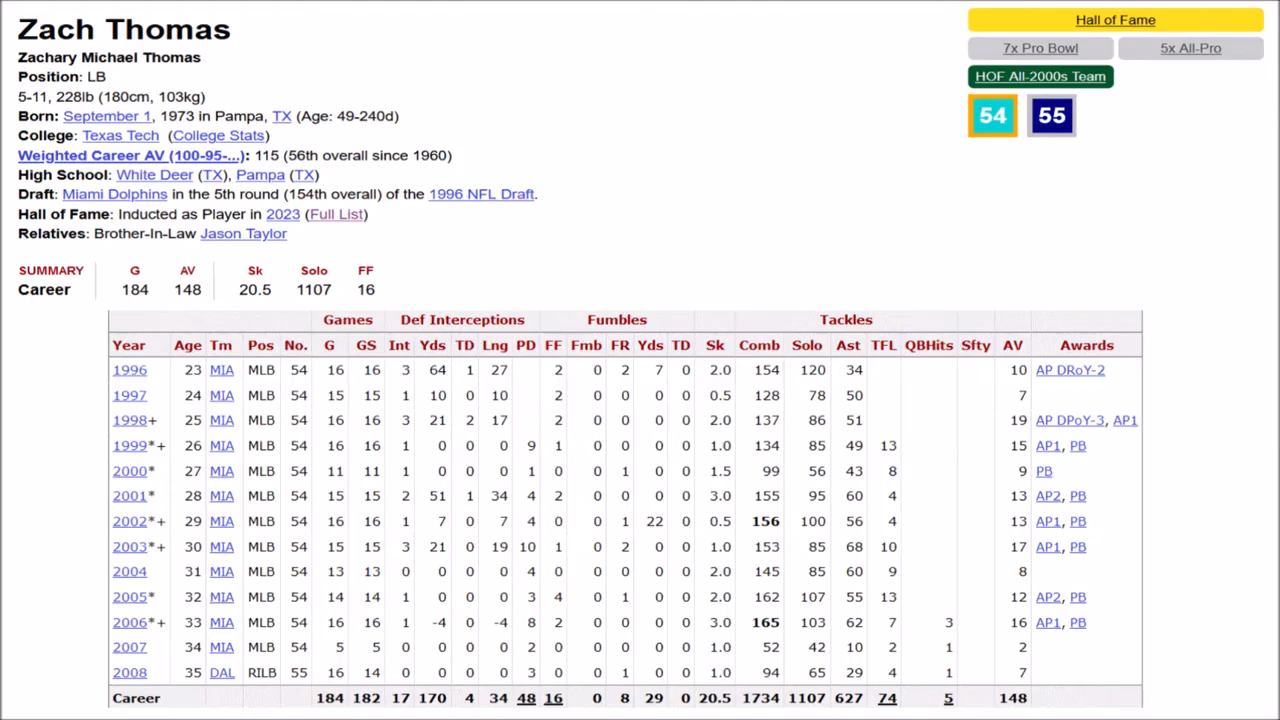 Zach Thomas
Hall of Fame
Zachary Michael Thomas
7x Pro Bowl 5x All-Pro
Position: LB
HOF All-2000s Team
5-11, 228lb (180cm, 103kg)
54 55
Born: September 1, 1973 in Pampa, TX (Age: 49-240d)
College: Texas Tech (College Stats)
Weighted Career AV (100-95-...): 115 (56th overall since 1960)
High School: White Deer (TX), Pampa (TX)
Draft: Miami Dolphins in the 5th round (154th overall) of the 1996 NFL Draft.
Hall of Fame: Inducted as Player in 2023 (Full List)
Relatives: Brother-In-Law Jason Taylor
SUMMARY G AV Sk Solo FF
Career 184 148 20.5 1107 16
Games Def Interceptions Fumbles Tackles
Year Age Tm Pos No. G GS Int Yds TD Lng PD FF Fmb FR Yds TD Sk Comb Solo Ast TFL QBHits Sfty AV Awards
1996 23 MIA MLB 54 16 16 3 64 1 27 2 0 2 7 0 2.0 154 120 34 10 AP DRoY-2
1997 24 MIA MLB 54 15 15 1 10 0 10 2 0 0 0 0.5 128 78 50 7
1998+ 25 MIA MLB 54 16 16 3 21 2 17 2 0 0 0 2.0 137 86 51 19 AP DPoY-3, AP1
1999*+ 26 MIA MLB 54 16 16 1 0 0 0 9 1 0 0 0 1.0 134 85 49 13 15 AP1, PB
2000* 27 MIA MLB 54 11 11 1 0 0 0 1 0 0 1 0 0 1.5 99 56 43 8 9 PB
2001* 28 MIA MLB 54 15 15 2 51 1 34 4 2 0 0 0 3.0 155 95 60 4 13 AP2, PB
2002*+ 29 MIA MLB 54 16 16 1 7 0 7 4 0 0 1 22 0 0.5 156 100 56 4 13 AP1, PB
2003*+ 30 MIA MLB 54 15 15 3 21 0 19 10 1 0 2 0 0 1.0 153 85 68 10 17 AP1, PB
2004 31 MIA MLB 54 13 13 0 0 0 0 4 0 0 0 0 2.0 145 85 60 9 8
2005* 32 MIA MLB 54 14 14 1 0 0 0 3 4 0 1 0 0 2.0 162 107 55 13 12 AP2, PB
2006*+ 33 MIA MLB 54 16 16 1 -4 0 -4 8 2 0 0 0 3.0 165 103 62 7 3 16 AP1, PB
2007 34 MIA MLB 54 5 5 0 0 0 0 2 0 0 0 0 1.0 52 42 10 2 1 2
2008 35 DAL RILB 55 16 14 0 0 0 0 3 0 0 1 0 0 1.0 94 65 29 4 1 7
Career 184 182 17 170 4 34 48 16 0 8 29 0 20.5 1734 1107 627 74 5 148